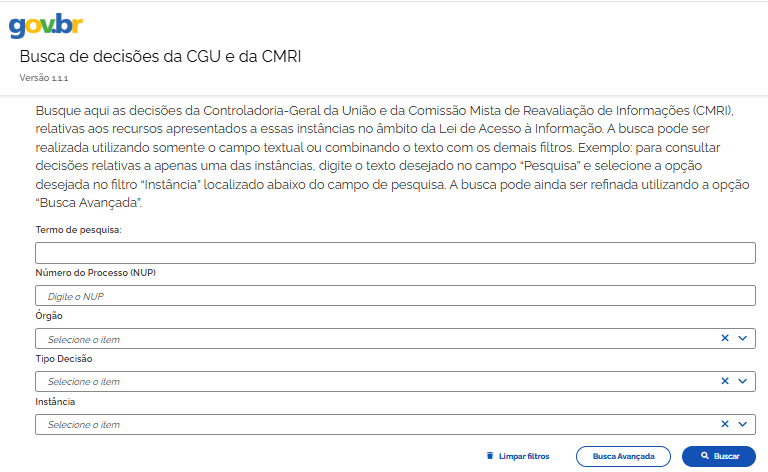 gov.br
Busca de decisões da CGU e da CMRI
Versão 1.1.1
Busque aqui as decisões da Controladoria-Geral da União e da Comissão Mista de Reavaliação de Informações (CMRI),
relativas aos recursos apresentados a essas instâncias no âmbito da Lei de Acesso à Informação. A busca pode ser
realizada utilizando somente o campo textual ou combinando o texto com os demais filtros. Exemplo: para consultar
decisões relativas a apenas uma das instâncias, digite o texto desejado no campo “Pesquisa” e selecione a opção
desejada no filtro “Instância” localizado abaixo do campo de pesquisa. A busca pode ainda ser refinada utilizando a opção
“Busca Avançada”.
Termo de pesquisa:
Número do Processo (NUP)
Digite o NUP
Órgão
Selecione o item
Tipo Decisão
Selecione o item
Instância
Selecione o item
Limpar filtros Busca Avançada Buscar